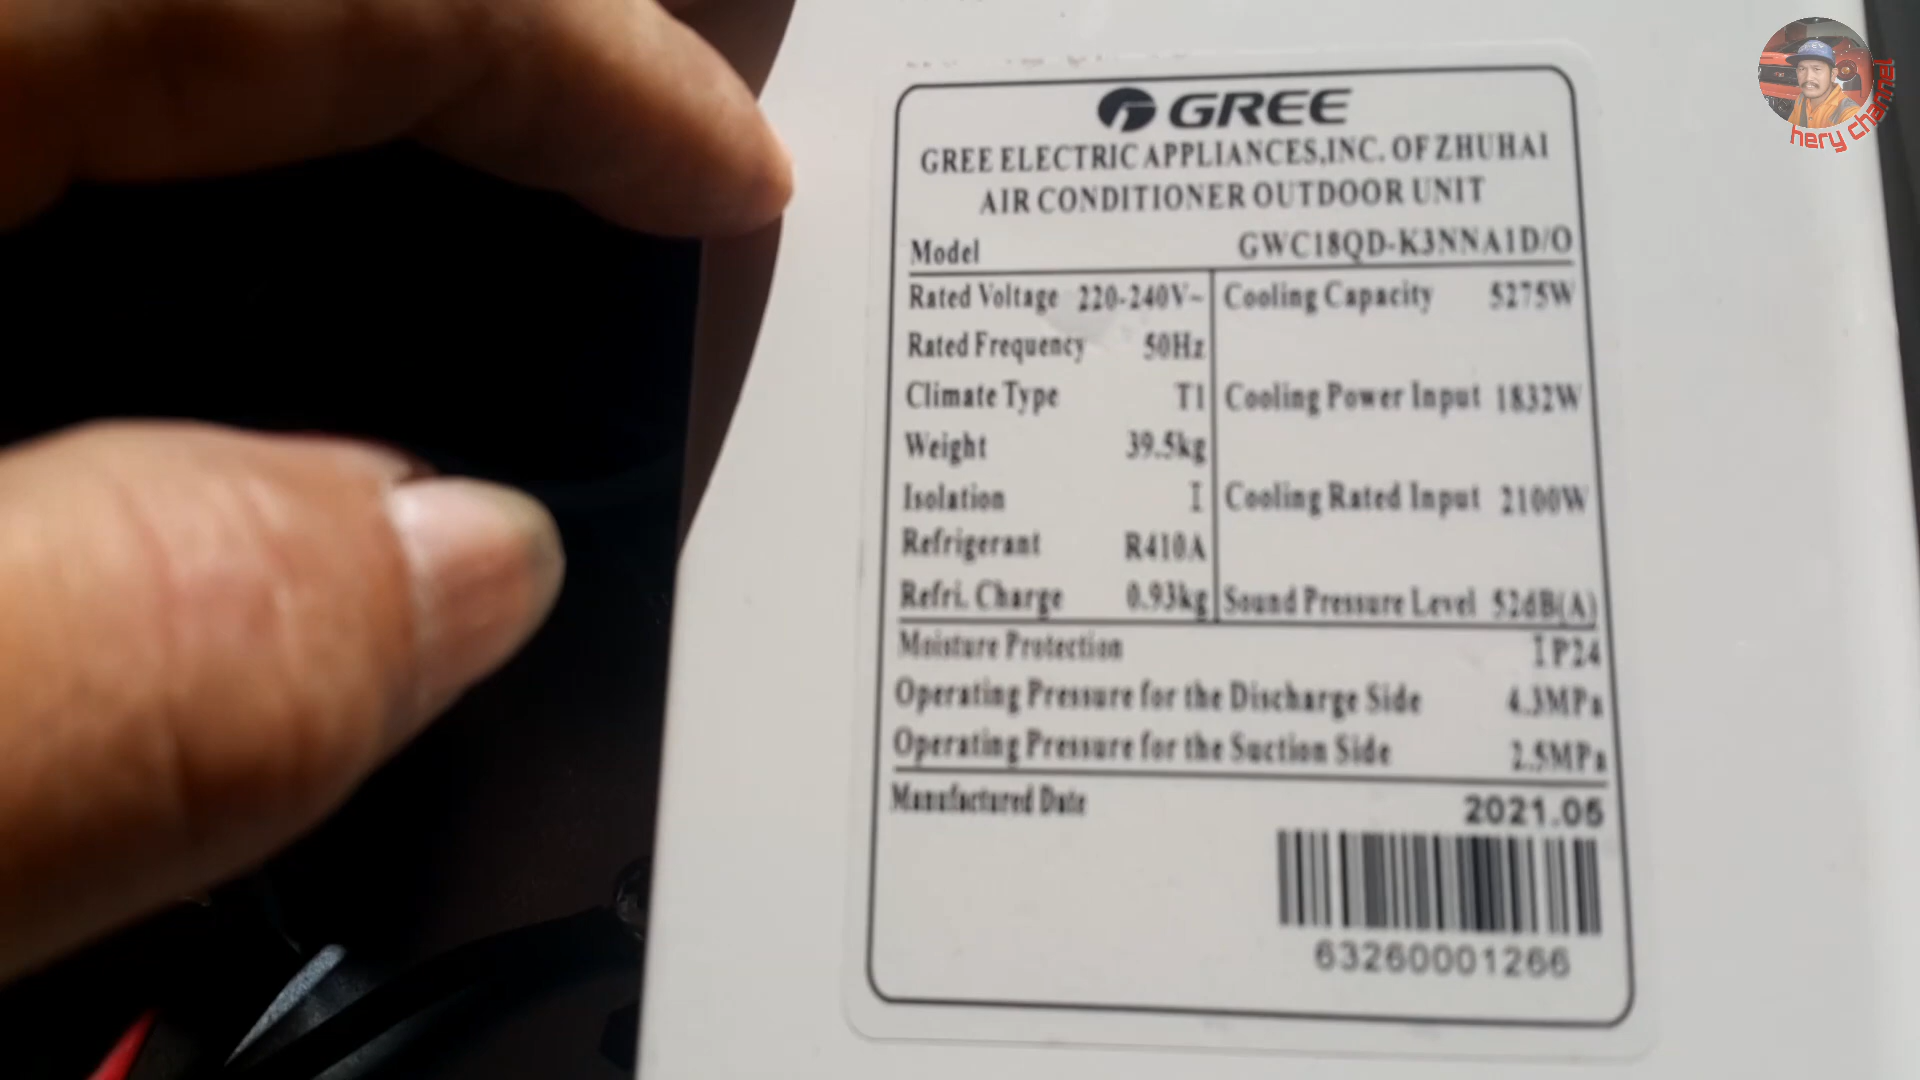 GREE
GREE ELECTRIC APPLIANCES,INC. OF ZHUHAI
AIR CONDITIONER OUTDOOR UNIT
Model GWC18QD-K3NNA1D/O
Rated Voltage 220-240V~
Rated Frequency 50Hz
Climate Type T1
Weight 39.5kg
Isolation I
Refrigerant R410A
Refri. Charge 0.93kg
Cooling Capacity 5275W
Cooling Power Input 1832W
Cooling Rated Input 2100W
Sound Pressure Level 52dB(A)
Moisture Protection IP24
Operating Pressure for the Discharge Side 4.3MPa
Operating Pressure for the Suction Side 2.5MPa
Manufactured Date 2021.05
63260001266
hery channel